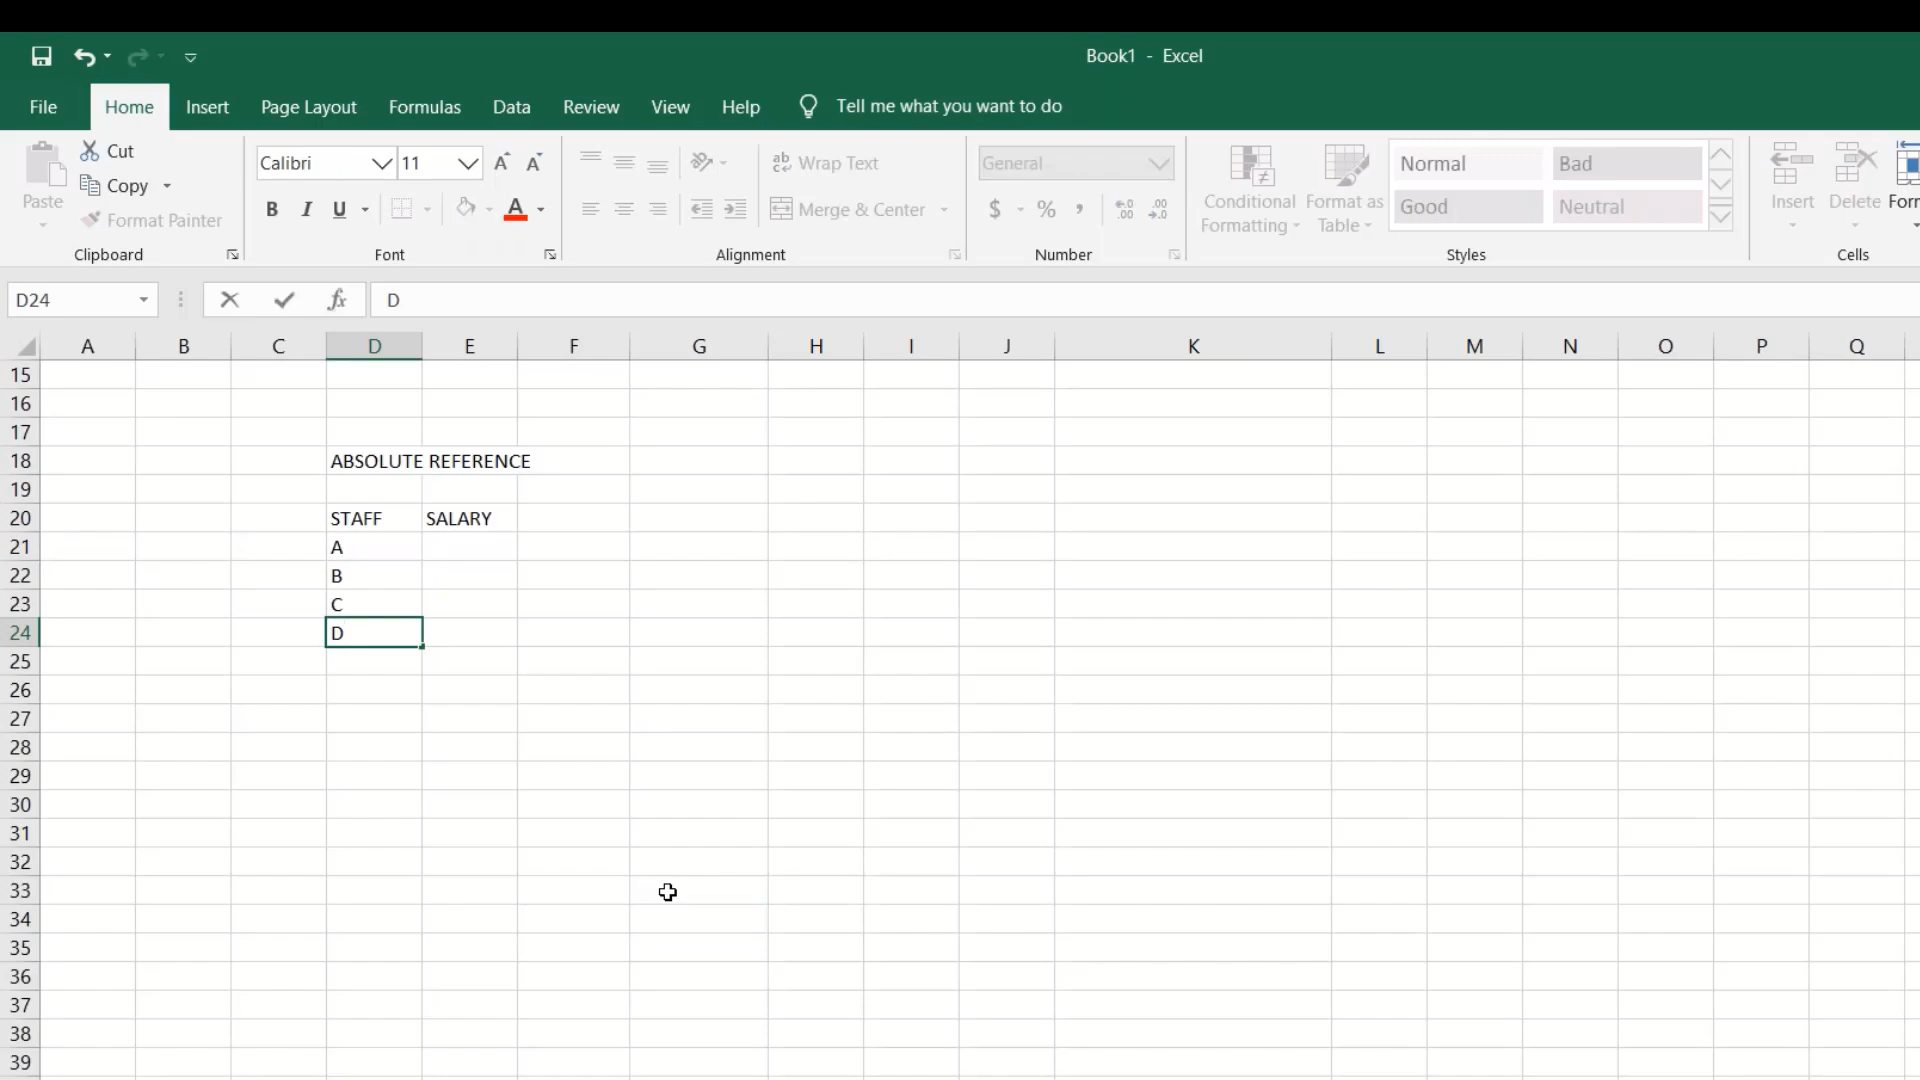 Book1 - Excel
File Home Insert Page Layout Formulas Data Review View Help Tell me what you want to do
Paste
Cut
Copy
Format Painter
Clipboard
Calibri 11
B I U A
Font
Wrap Text
Merge & Center
Alignment
General
$ % ,
Number
Conditional Formatting
Format as Table
Normal Bad
Good Neutral
Styles
Insert Delete Form
Cells
D24 fx D
A B C D E F G H I J K L M N O P Q
15
16
17
18 ABSOLUTE REFERENCE
19
20 STAFF SALARY
21 A
22 B
23 C
24 D
25
26
27
28
29
30
31
32
33
34
35
36
37
38
39